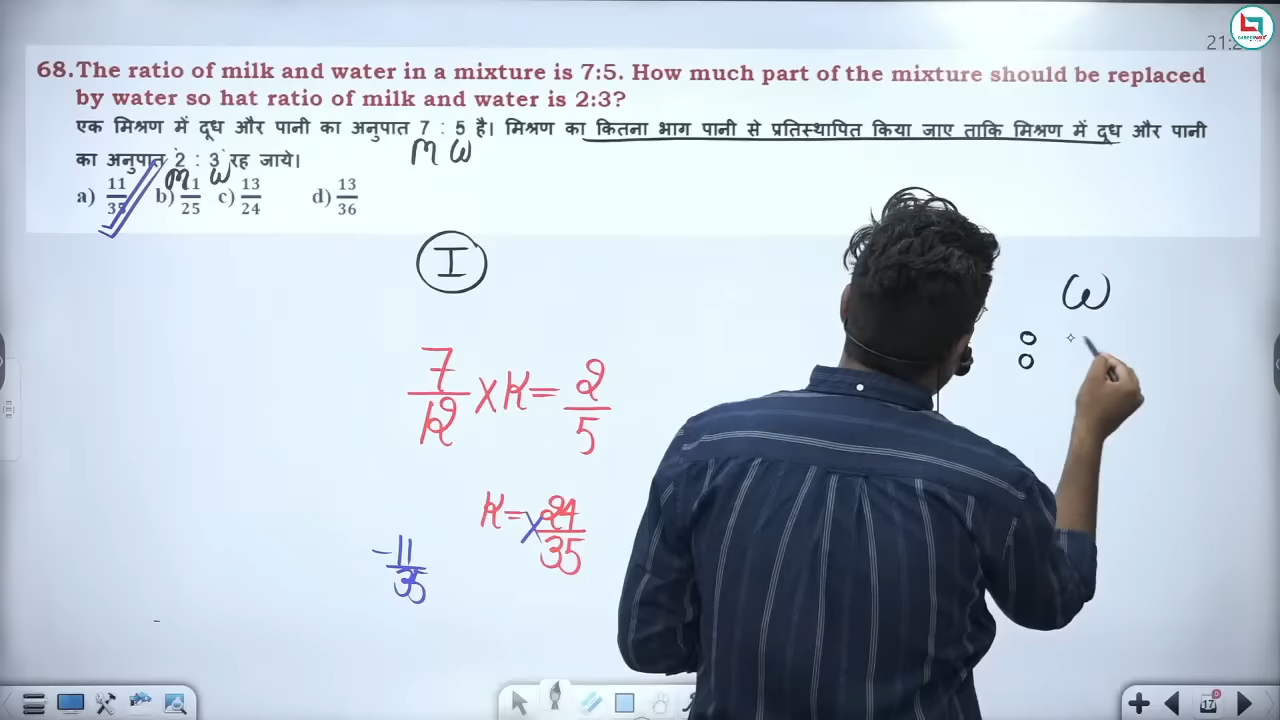 21:2
68. The ratio of milk and water in a mixture is 7:5. How much part of the mixture should be replaced
by water so hat ratio of milk and water is 2:3?
एक मिश्रण में दूध और पानी का अनुपात 7 : 5 है। मिश्रण का कितना भाग पानी से प्रतिस्थापित किया जाए ताकि मिश्रण में दूध और पानी
का अनुपात 2 : 3 रह जाये।
M W
M W
a) 11/35 b) 11/25 c) 13/24 d) 13/36
I
W
:
7/12 × K = 2/5
K = 24/35
-11/35
17